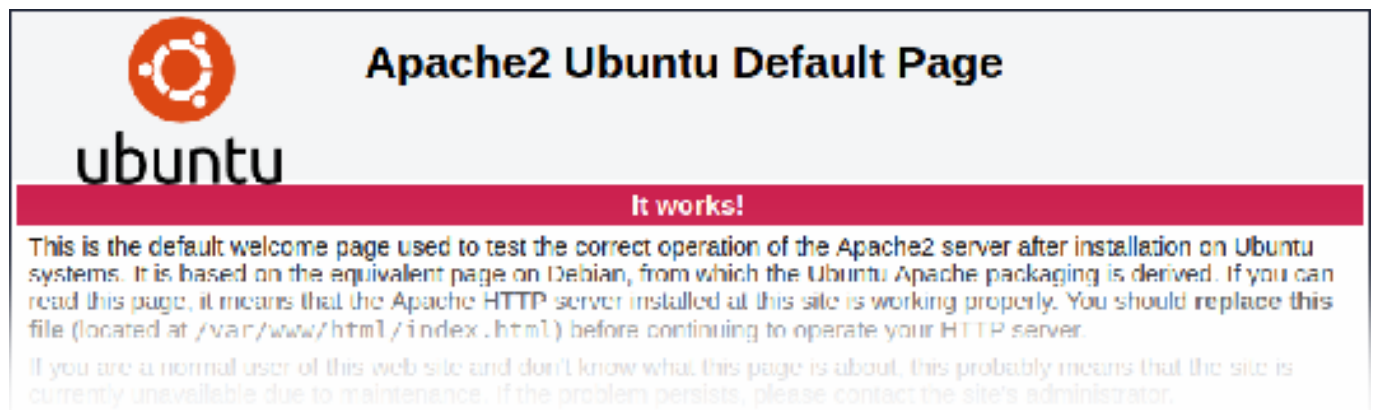 Apache2 Ubuntu Default Page
ubuntu
It works!
This is the default welcome page used to test the correct operation of the Apache2 server after installation on Ubuntu
systems. It is based on the equivalent page on Debian, from which the Ubuntu Apache packaging is derived. If you can
read this page, it means that the Apache HTTP server installed at this site is working properly. You should replace this
file (located at /var/www/html/index.html) before continuing to operate your HTTP server.
If you are a normal user of this web site and don't know what this page is about, this probably means that the site is
currently unavailable due to maintenance. If the problem persists, please contact the site's administrator.